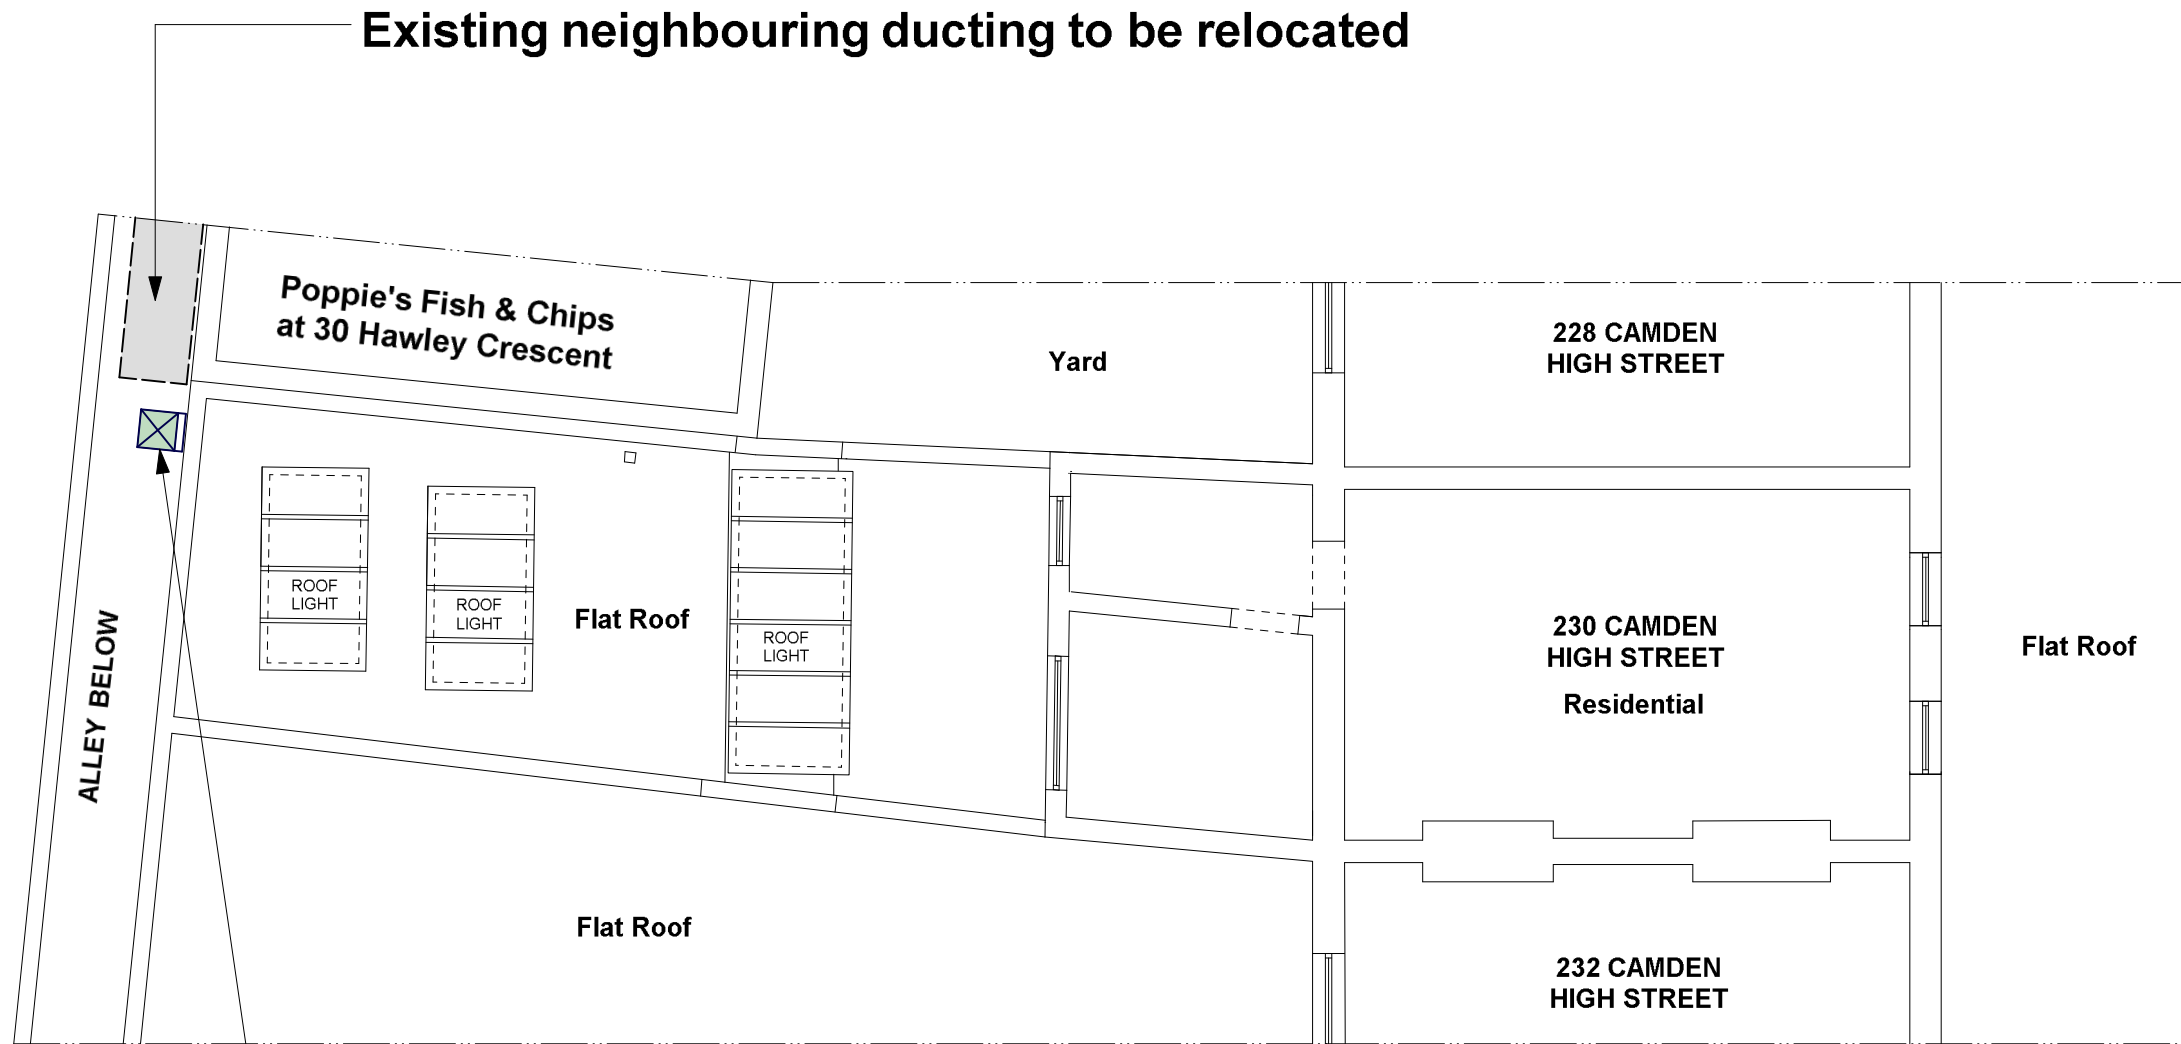 Existing neighbouring ducting to be relocated
Poppie's Fish & Chips
at 30 Hawley Crescent
Yard
228 CAMDEN
HIGH STREET
ROOF
LIGHT
ROOF
LIGHT
Flat Roof
ROOF
LIGHT
230 CAMDEN
HIGH STREET
Residential
Flat Roof
ALLEY BELOW
Flat Roof
232 CAMDEN
HIGH STREET